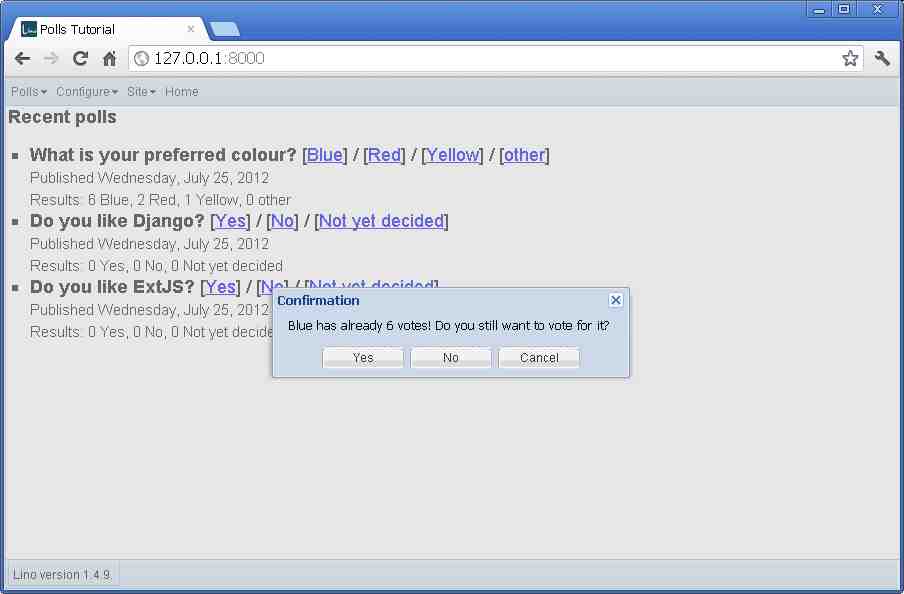 Polls Tutorial
127.0.0.1:8000
Polls Configure Site Home
Recent polls
What is your preferred colour? [Blue] / [Red] / [Yellow] / [other]
Published Wednesday, July 25, 2012
Results: 6 Blue, 2 Red, 1 Yellow, 0 other
Do you like Django? [Yes] / [No] / [Not yet decided]
Published Wednesday, July 25, 2012
Results: 0 Yes, 0 No, 0 Not yet decided
Do you like ExtJS? [Yes] / [No] / [Not yet decided]
Published Wednesday, July 25, 2012
Results: 0 Yes, 0 No, 0 Not yet decide
Confirmation
Blue has already 6 votes! Do you still want to vote for it?
Yes No Cancel
Lino version 1.4.9.